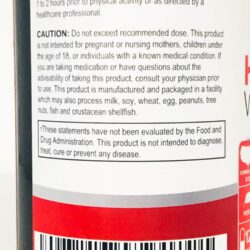 1 to 2 hours prior to physical activity or as directed by a
healthcare professional.
CAUTION: Do not exceed recommended dose. This product
is not intended for pregnant or nursing mothers, children under
the age of 18, or individuals with a known medical condition. If
you are taking medication or have questions about the
advisability of taking this product, consult your physician prior
to use. This product is manufactured and packaged in a facility
which may also process milk, soy, wheat, egg, peanuts, tree
nuts, fish and crustacean shellfish.
†These statements have not been evaluated by the Food and
Drug Administration. This product is not intended to diagnose,
treat, cure or prevent any disease.